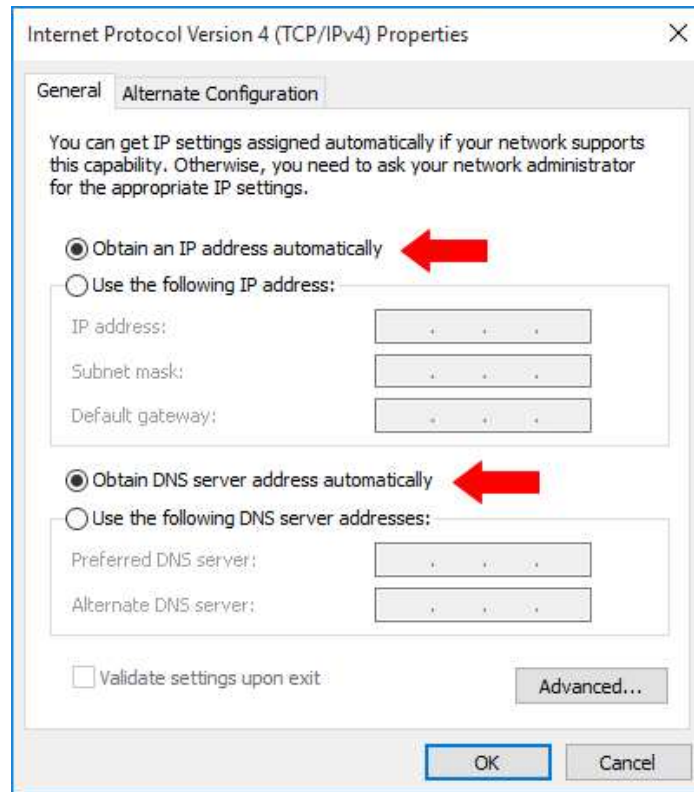 Internet Protocol Version 4 (TCP/IPv4) Properties
General
Alternate Configuration
You can get IP settings assigned automatically if your network supports
this capability. Otherwise, you need to ask your network administrator
for the appropriate IP settings.
Obtain an IP address automatically
Use the following IP address:
IP address:
Subnet mask:
Default gateway:
Obtain DNS server address automatically
Use the following DNS server addresses:
Preferred DNS server:
Alternate DNS server:
Validate settings upon exit
Advanced...
OK
Cancel